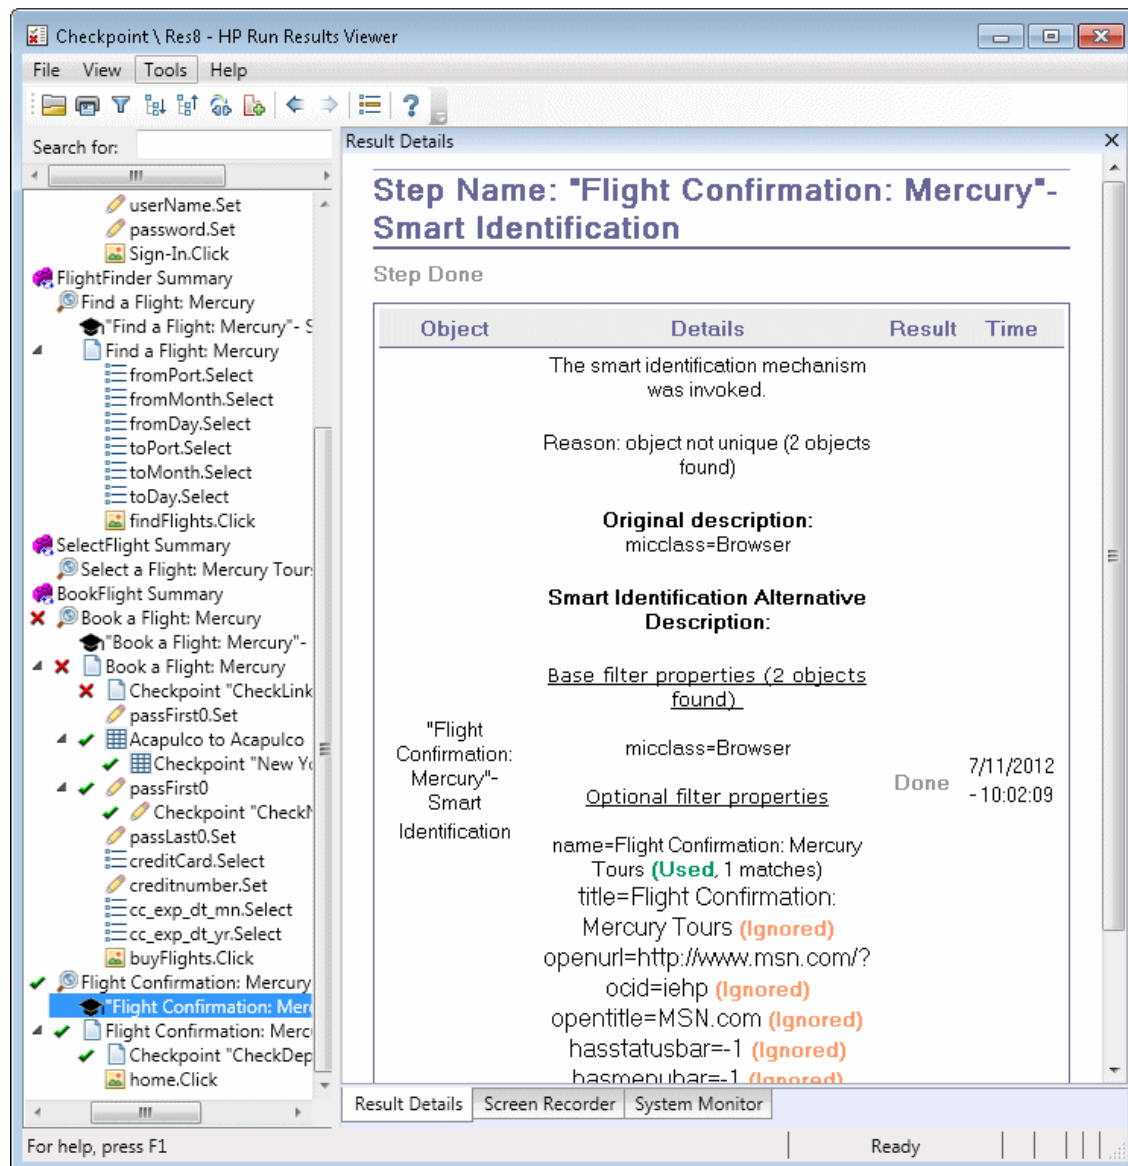 Checkpoint \ Res8 - HP Run Results Viewer
File View Tools Help
Search for:
userName.Set
password.Set
Sign-In.Click
FlightFinder Summary
Find a Flight: Mercury
"Find a Flight: Mercury"- S
Find a Flight: Mercury
fromPort.Select
fromMonth.Select
fromDay.Select
toPort.Select
toMonth.Select
toDay.Select
findFlights.Click
SelectFlight Summary
Select a Flight: Mercury Tour
BookFlight Summary
Book a Flight: Mercury
"Book a Flight: Mercury"-
Book a Flight: Mercury
Checkpoint "CheckLink
passFirst0.Set
Acapulco to Acapulco
Checkpoint "New Yo
passFirst0
Checkpoint "CheckN
passLast0.Set
creditCard.Select
creditnumber.Set
cc_exp_dt_mn.Select
cc_exp_dt_yr.Select
buyFlights.Click
Flight Confirmation: Mercury
"Flight Confirmation: Mer
Flight Confirmation: Merc
Checkpoint "CheckDep
home.Click
Result Details
Step Name: "Flight Confirmation: Mercury"-
Smart Identification
Step Done
Object Details Result Time
The smart identification mechanism
was invoked.
Reason: object not unique (2 objects
found)
Original description:
micclass=Browser
Smart Identification Alternative
Description:
Base filter properties (2 objects
found)
micclass=Browser
Optional filter properties
name=Flight Confirmation: Mercury
Tours (Used, 1 matches)
title=Flight Confirmation:
Mercury Tours (Ignored)
openurl=http://www.msn.com/?
ocid=iehp (Ignored)
opentitle=MSN.com (Ignored)
hasstatusbar=-1 (Ignored)
hasmenubar=-1 (Ignored)
"Flight
Confirmation:
Mercury"-
Smart
Identification
Done
7/11/2012
- 10:02:09
Result Details Screen Recorder System Monitor
For help, press F1 Ready